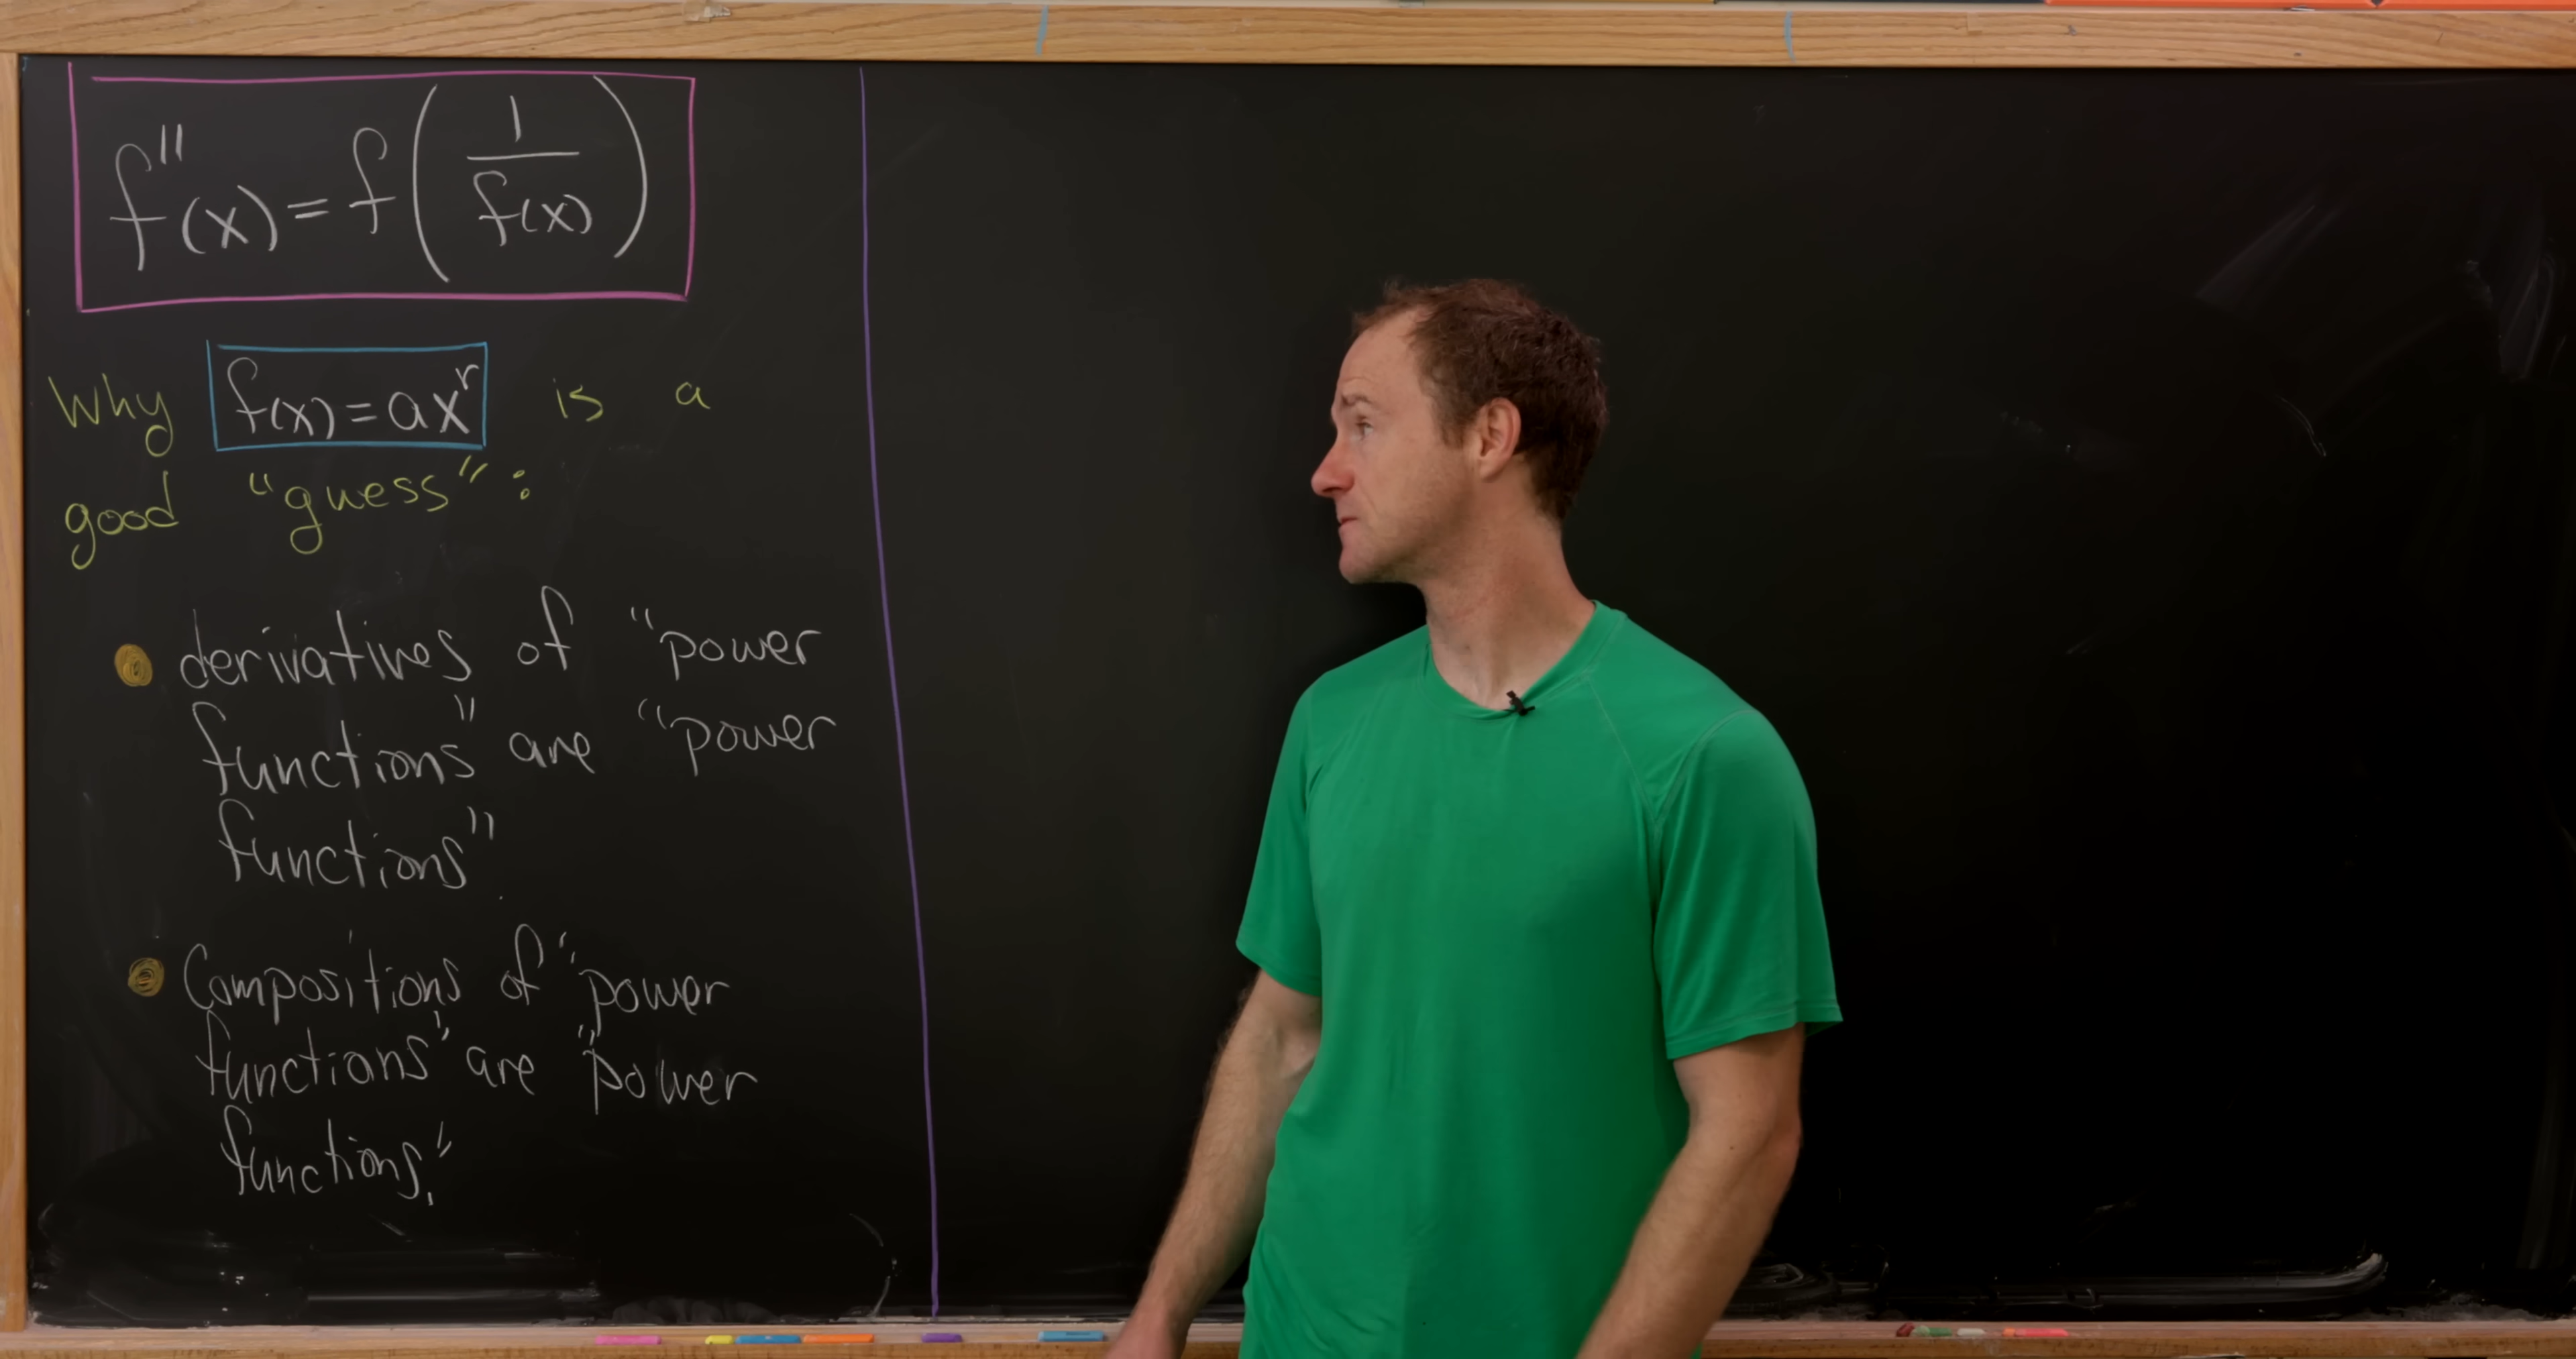 f''(x) = f(1/f(x))
Why f(x) = ax^r is a
good "guess":
derivatives of "power
functions" are "power
functions".
Compositions of "power
functions" are "power
functions."